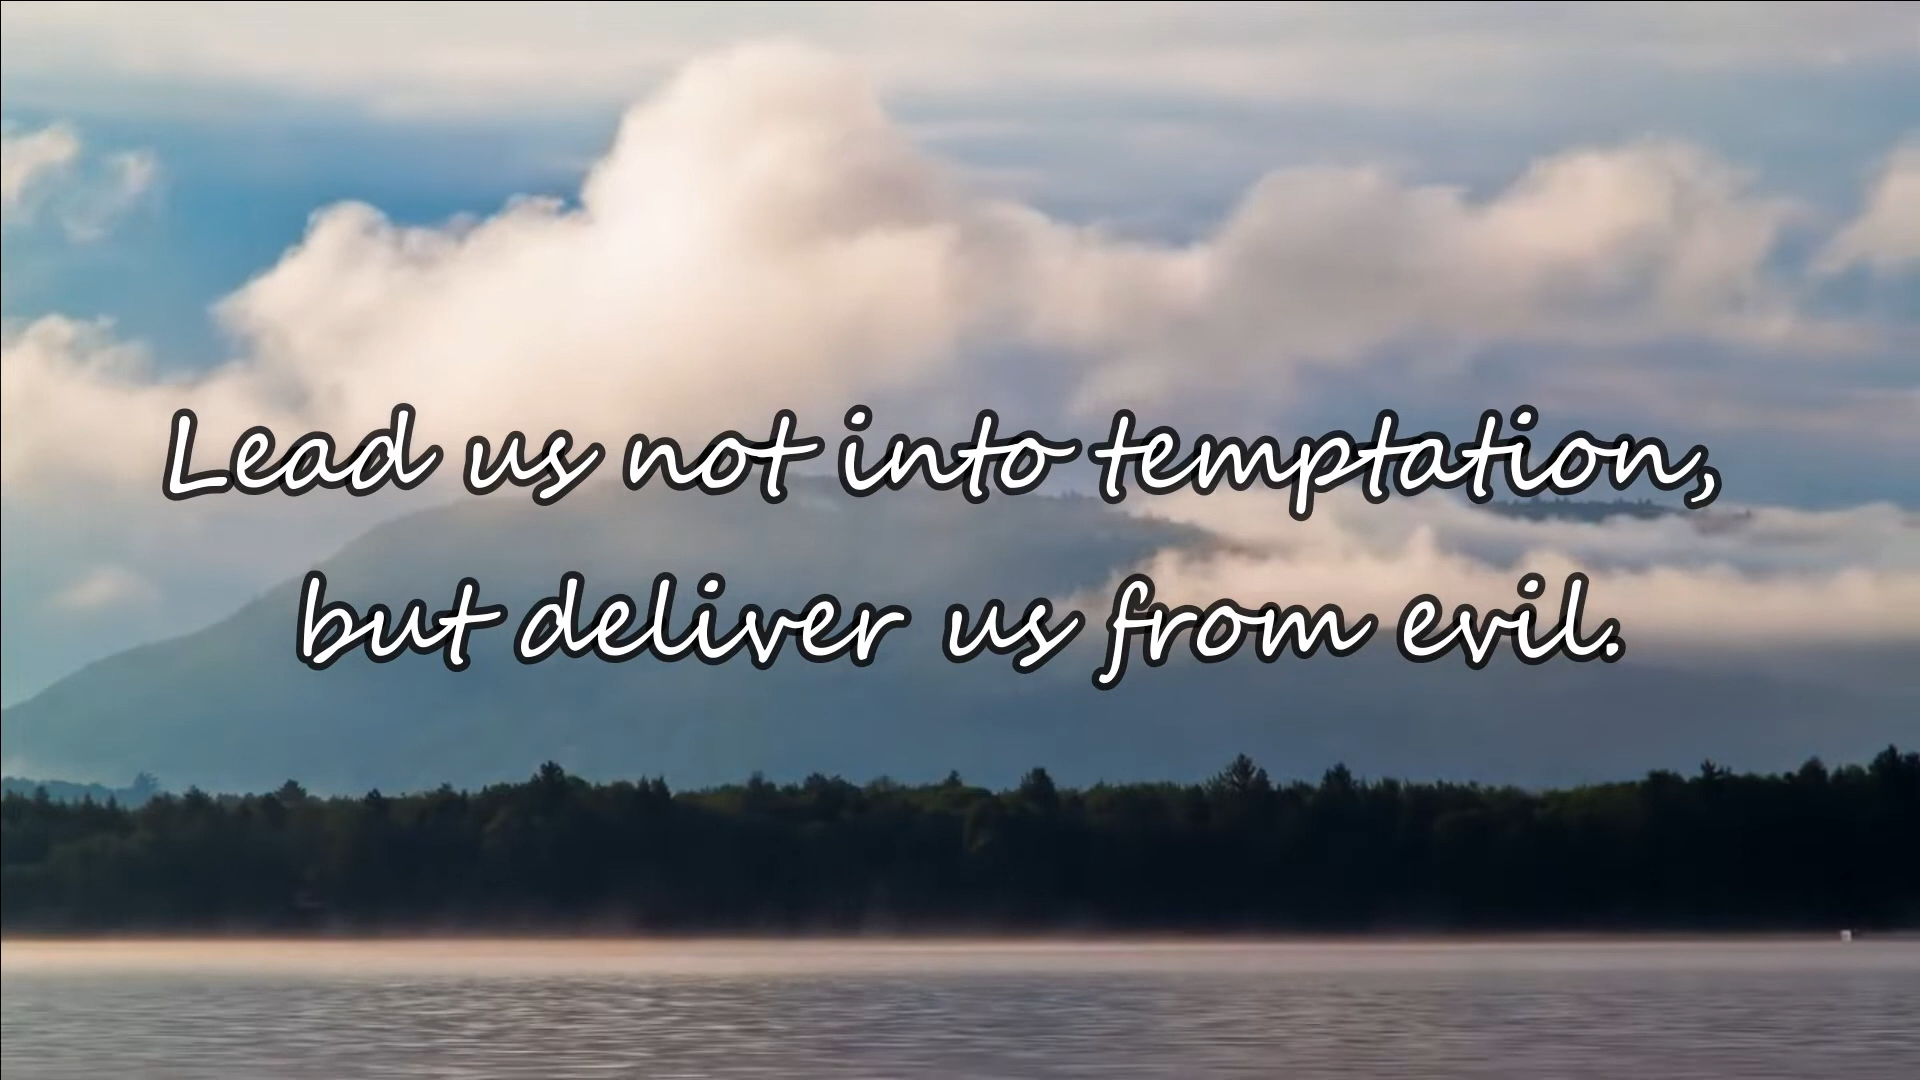 Lead us not into temptation,
but deliver us from evil.